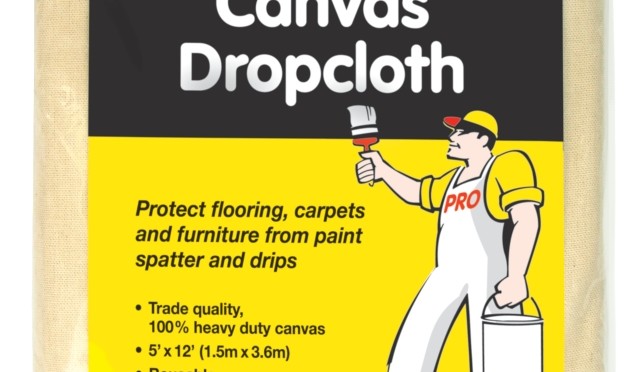 Canvas
Dropcloth
PRO
Protect flooring, carpets
and furniture from paint
spatter and drips
• Trade quality,
100% heavy duty canvas
• 5' x 12' (1.5m x 3.6m)